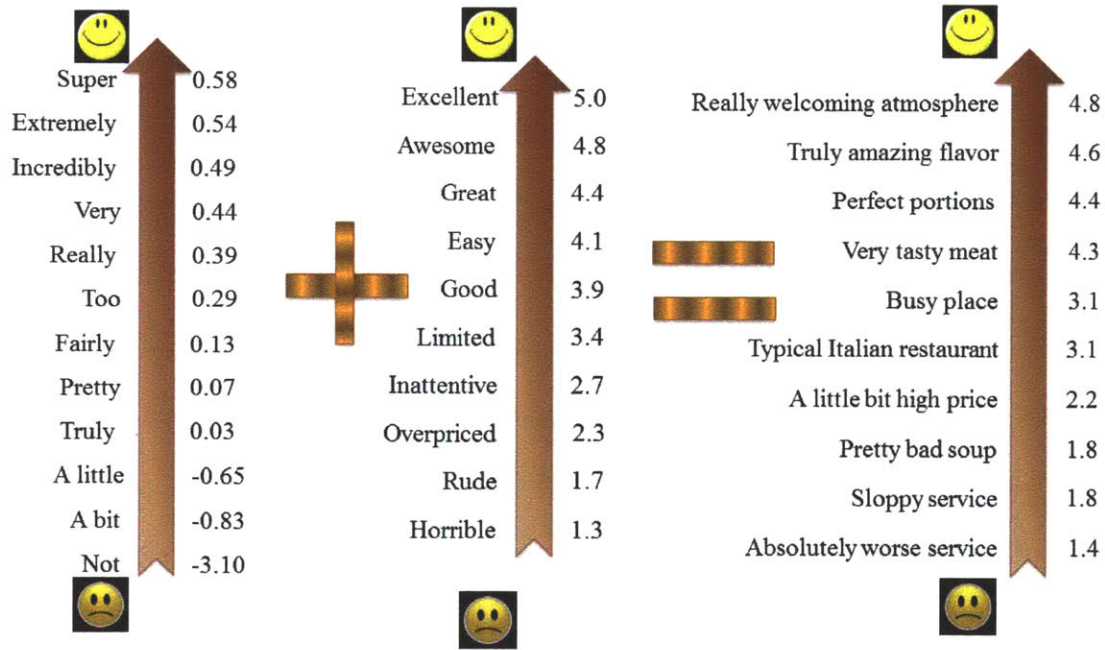 Super 0.58
Extremely 0.54
Incredibly 0.49
Very 0.44
Really 0.39
Too 0.29
Fairly 0.13
Pretty 0.07
Truly 0.03
A little -0.65
A bit -0.83
Not -3.10
Excellent 5.0
Awesome 4.8
Great 4.4
Easy 4.1
Good 3.9
Limited 3.4
Inattentive 2.7
Overpriced 2.3
Rude 1.7
Horrible 1.3
Really welcoming atmosphere 4.8
Truly amazing flavor 4.6
Perfect portions 4.4
Very tasty meat 4.3
Busy place 3.1
Typical Italian restaurant 3.1
A little bit high price 2.2
Pretty bad soup 1.8
Sloppy service 1.8
Absolutely worse service 1.4